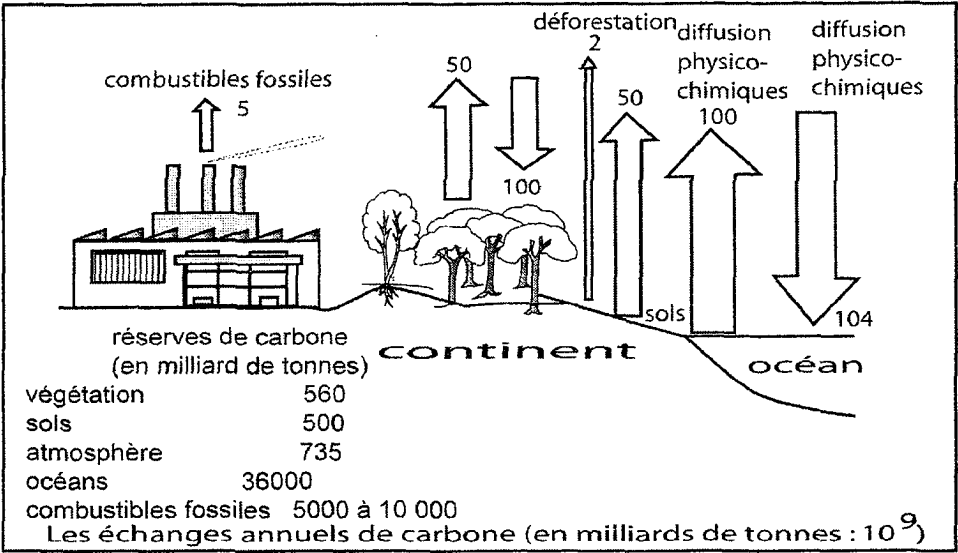 déforestation
2
diffusion
physico-
chimiques
100
diffusion
physico-
chimiques
combustibles fossiles
5
50
100
50
104
sols
continent
océan
réserves de carbone
(en milliard de tonnes)
végétation 560
sols 500
atmosphère 735
océans 36000
combustibles fossiles 5000 à 10 000
Les échanges annuels de carbone (en milliards de tonnes : 10⁹)